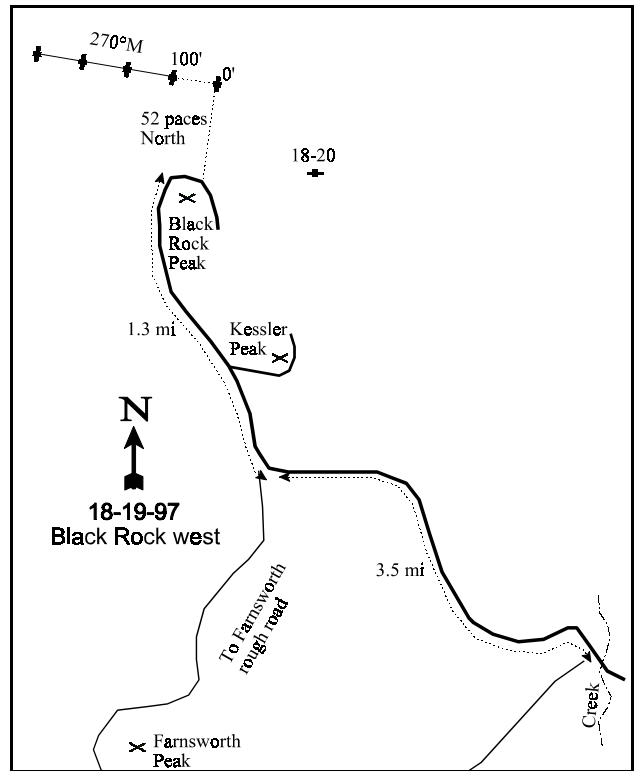 270°M
100'
0'
52 paces
North
18-20
Black
Rock
Peak
1.3 mi
Kessler
Peak
N
18-19-97
Black Rock west
3.5 mi
To Farnsworth
rough road
Creek
Farnsworth
Peak